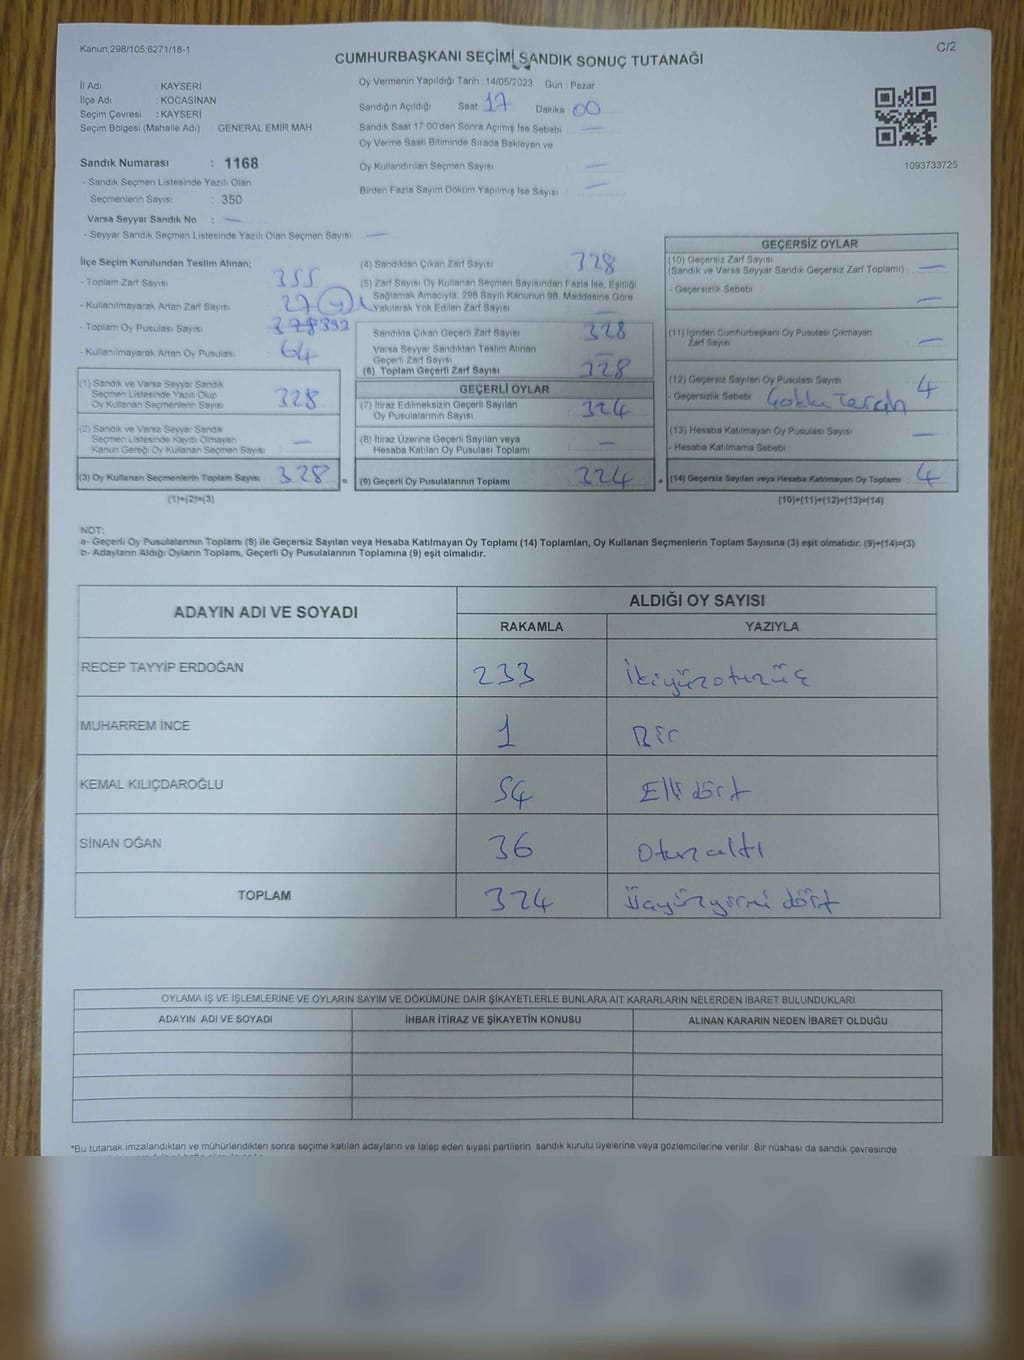 Kanun,298/105;6271/18-1
C/2
CUMHURBAŞKANI SEÇİMİ SANDIK SONUÇ TUTANAĞI
İl Adı : KAYSERİ
İlçe Adı : KOCASİNAN
Seçim Çevresi : KAYSERİ
Seçim Bölgesi (Mahalle Adı) : GENERAL EMİR MAH
Sandık Numarası : 1168
- Sandık Seçmen Listesinde Yazılı Olan
Seçmenlerin Sayısı : 350
Varsa Seyyar Sandık No : —
- Seyyar Sandık Seçmen Listesinde Yazılı Olan Seçmen Sayısı —
Oy Vermenin Yapıldığı Tarih : 14/05/2023 Gün : Pazar
Sandığın Açıldığı Saat 17 Dakika 00
Sandık Saat 17:00'den Sonra Açımış İse Sebebi —
Oy Verme Saati Bitiminde Sırada Bekleyen ve
Oy Kullandırılan Seçmen Sayısı —
Birden Fazla Sayım Döküm Yapılmış İse Sayısı —
1093733725
İlçe Seçim Kurulundan Teslim Alınan;
- Toplam Zarf Sayısı 355
- Kullanılmayarak Artan Zarf Sayısı 27
- Toplam Oy Pusulası Sayısı 392
- Kullanılmayarak Artan Oy Pusulası 64
(1) Sandık ve Varsa Seyyar Sandık
Seçmen Listesinde Yazılı Olup
Oy Kullanan Seçmenlerin Sayısı 328
(2) Sandık ve Varsa Seyyar Sandık
Seçmen Listesinde Kayıtlı Olmayan
Kanun Gereği Oy Kullanan Seçmen Sayısı —
(3) Oy Kullanan Seçmenlerin Toplam Sayısı 328 =
(1)+(2)=(3)
(4) Sandıktan Çıkan Zarf Sayısı 328
(5) Zarf Sayısı Oy Kullanan Seçmen Sayısından Fazla İse, Eşitliği
Sağlamak Amacıyla, 298 Sayılı Kanunun 98. Maddesine Göre
Yakılarak Yok Edilen Zarf Sayısı —
Sandıkta Çıkan Geçerli Zarf Sayısı 328
Varsa Seyyar Sandıktan Teslim Alınan
Geçerli Zarf Sayısı —
(6) Toplam Geçerli Zarf Sayısı 328
GEÇERLİ OYLAR
(7) İtiraz Edilmeksizin Geçerli Sayılan
Oy Pusulasının Sayısı 324
(8) İtiraz Üzerine Geçerli Sayılan veya
Hesaba Katılan Oy Pusulası Toplamı —
(9) Geçerli Oy Pusulalarının Toplamı 324 +
GEÇERSİZ OYLAR
(10) Geçersiz Zarf Sayısı
(Sandık ve Varsa Seyyar Sandık Geçersiz Zarf Toplamı) —
- Geçersizlik Sebebi —
(11) İçinden Cumhurbaşkanı Oy Pusulası Çıkmayan
Zarf Sayısı —
(12) Geçersiz Sayılan Oy Pusulası Sayısı 4
- Geçersizlik Sebebi
(13) Hesaba Katılmayan Oy Pusulası Sayısı —
- Hesaba Katılmama Sebebi
(14) Geçersiz Sayılan veya Hesaba Katılmayan Oy Toplamı 4
(10)+(11)+(12)+(13)=(14)
NOT:
a- Geçerli Oy Pusulalarının Toplamı (9) ile Geçersiz Sayılan veya Hesaba Katılmayan Oy Toplamı (14) Toplamları, Oy Kullanan Seçmenlerin Toplam Sayısına (3) eşit olmalıdır. (9)+(14)=(3)
b- Adayların Aldığı Oyların Toplamı, Geçerli Oy Pusulalarının Toplamına (9) eşit olmalıdır.
ADAYIN ADI VE SOYADI
ALDIĞI OY SAYISI
RAKAMLA YAZIYLA
RECEP TAYYİP ERDOĞAN 233 İkiyüzotuzüç
MUHARREM İNCE 1 Bir
KEMAL KILIÇDAROĞLU 54 Elli dört
SİNAN OĞAN 36 Otuz altı
TOPLAM 324 Üçyüzyirmi dört
OYLAMA İŞ VE İŞLEMLERİNE VE OYLARIN SAYIM VE DÖKÜMÜNE DAİR ŞİKAYETLERLE BUNLARA AİT KARARLARIN NELERDEN İBARET BULUNDUKLARI
ADAYIN ADI VE SOYADI İHBAR İTİRAZ VE ŞİKAYETİN KONUSU ALINAN KARARIN NEDEN İBARET OLDUĞU
*Bu tutanak imzalandıktan ve mühürlendikten sonra seçime katılan adayların ve talep eden siyasi partilerin sandık kurulu üyelerine veya gözlemcilerine verilir. Bir nüshası da sandık çevresinde